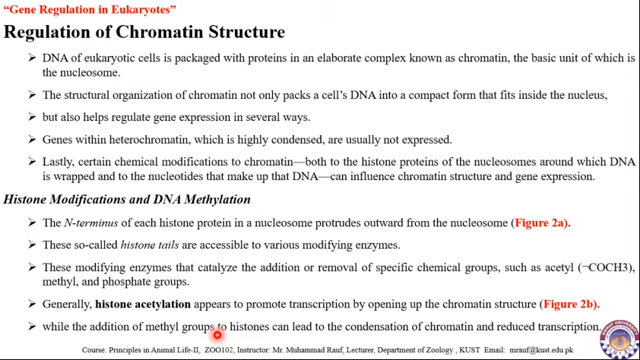 “Gene Regulation in Eukaryotes”
Regulation of Chromatin Structure
DNA of eukaryotic cells is packaged with proteins in an elaborate complex known as chromatin, the basic unit of which is
the nucleosome.
The structural organization of chromatin not only packs a cell’s DNA into a compact form that fits inside the nucleus,
but also helps regulate gene expression in several ways.
Genes within heterochromatin, which is highly condensed, are usually not expressed.
Lastly, certain chemical modifications to chromatin—both to the histone proteins of the nucleosomes around which DNA
is wrapped and to the nucleotides that make up that DNA—can influence chromatin structure and gene expression.
Histone Modifications and DNA Methylation
The N-terminus of each histone protein in a nucleosome protrudes outward from the nucleosome (Figure 2a).
These so-called histone tails are accessible to various modifying enzymes.
These modifying enzymes that catalyze the addition or removal of specific chemical groups, such as acetyl (¬COCH3),
methyl, and phosphate groups.
Generally, histone acetylation appears to promote transcription by opening up the chromatin structure (Figure 2b).
while the addition of methyl groups to histones can lead to the condensation of chromatin and reduced transcription.
Course: Principles in Animal Life-II, ZOO102, Instructor: Mr. Muhammad Rauf, Lecturer, Department of Zoology , KUST Email: mrauf@kust.edu.pk